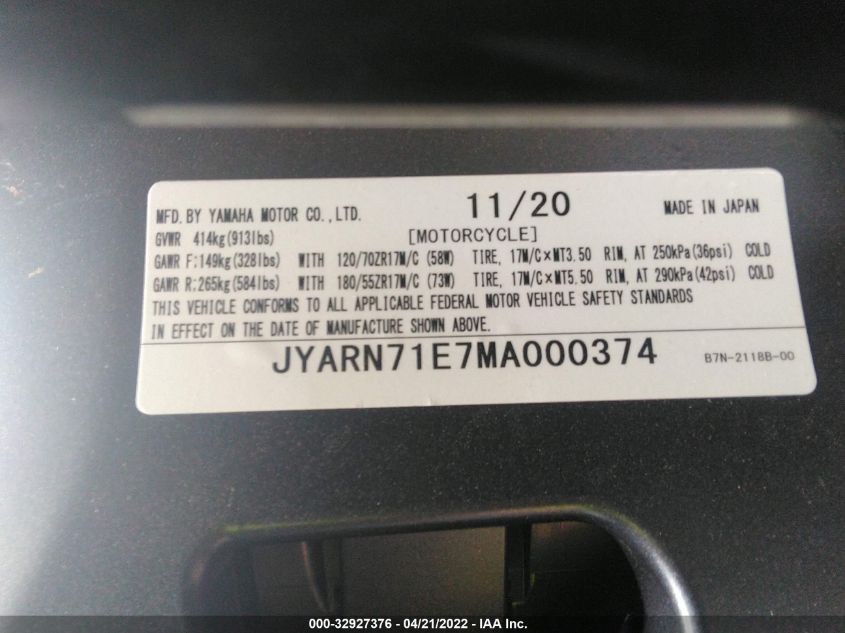 MFD. BY YAMAHA MOTOR CO., LTD. 11/20 MADE IN JAPAN
GVWR 414kg(913lbs) [MOTORCYCLE]
GAWR F:149kg(328lbs) WITH 120/70ZR17M/C (58W) TIRE, 17M/C×MT3.50 RIM, AT 250kPa(36psi) COLD
GAWR R:265kg(584lbs) WITH 180/55ZR17M/C (73W) TIRE, 17M/C×MT5.50 RIM, AT 290kPa(42psi) COLD
THIS VEHICLE CONFORMS TO ALL APPLICABLE FEDERAL MOTOR VEHICLE SAFETY STANDARDS
IN EFFECT ON THE DATE OF MANUFACTURE SHOWN ABOVE.
JYARN71E7MA000374 B7N-2118B-00
000-32927376 - 04/21/2022 - IAA Inc.